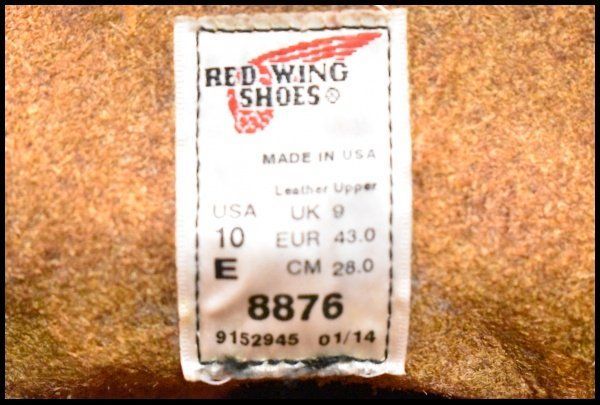 RED WING
SHOES ®
MADE IN USA
Leather Upper
USA UK 9
10 EUR 43.0
E CM 28.0
8876
9152945 01/14